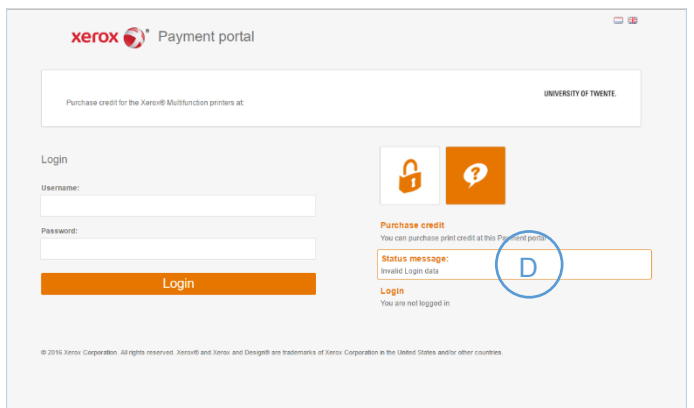 xerox Payment portal
Purchase credit for the Xerox® Multifunction printers at:
UNIVERSITY OF TWENTE.
Login
Username:
Password:
Login
Purchase credit
You can purchase print credit at this Payment portal
Status message:
Invalid Login data
D
Login
You are not logged in
© 2016 Xerox Corporation. All rights reserved. Xerox® and Xerox and Design® are trademarks of Xerox Corporation in the United States and/or other countries.